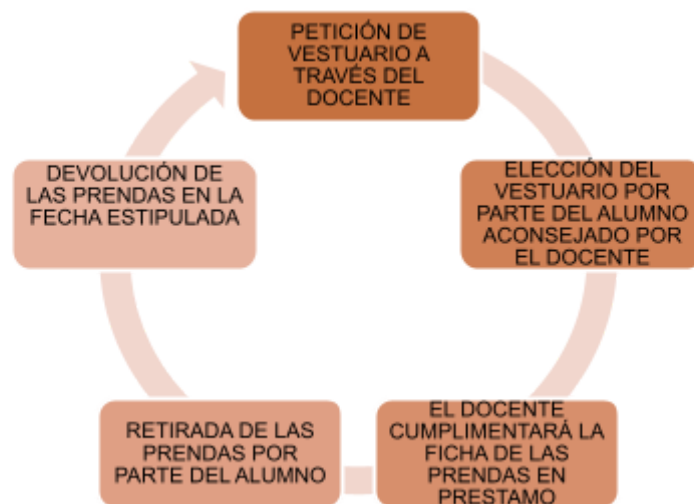 PETICIÓN DE
VESTUARIO A
TRAVÉS DEL
DOCENTE
ELECCIÓN DEL
VESTUARIO POR
PARTE DEL ALUMNO
ACONSEJADO POR
EL DOCENTE
EL DOCENTE
CUMPLIMENTARÁ LA
FICHA DE LAS
PRENDAS EN
PRESTAMO
RETIRADA DE LAS
PRENDAS POR
PARTE DEL ALUMNO
DEVOLUCIÓN DE
LAS PRENDAS EN LA
FECHA ESTIPULADA